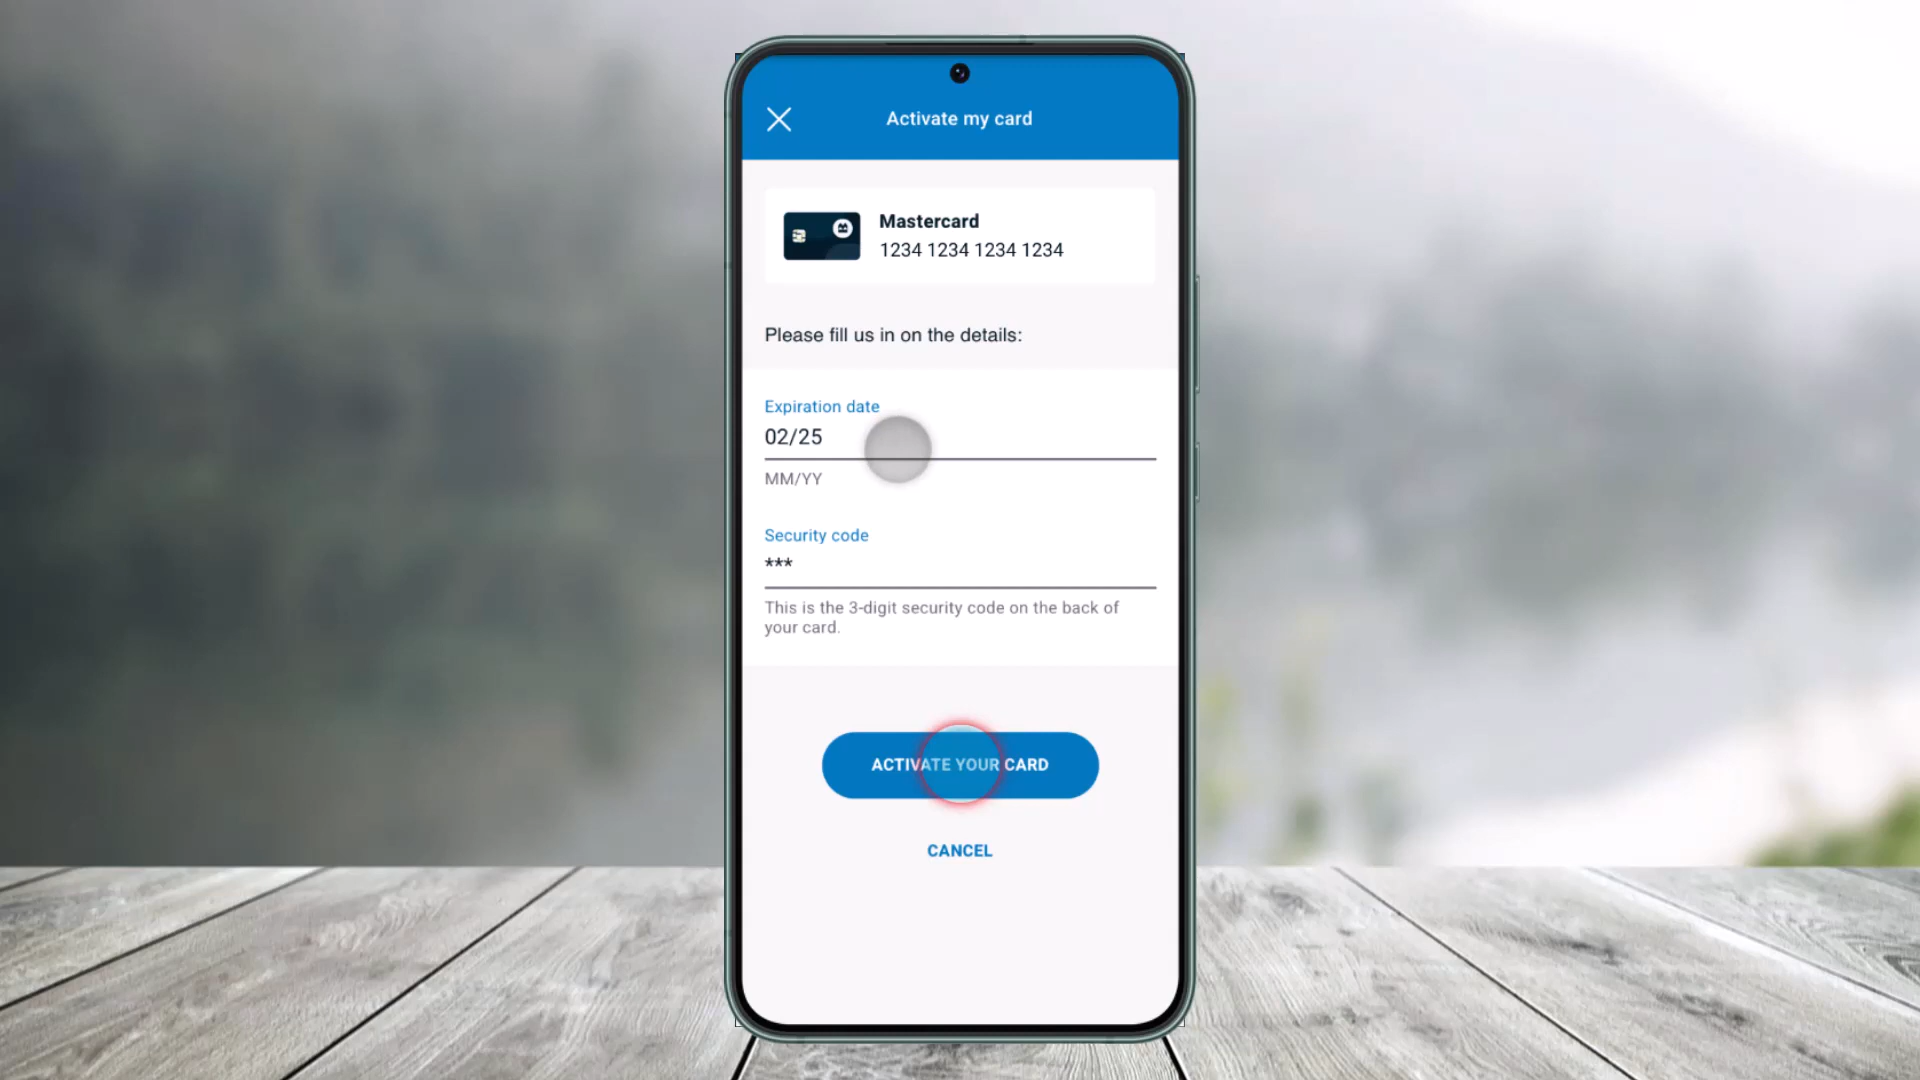 Activate my card
Mastercard
1234 1234 1234 1234
Please fill us in on the details:
Expiration date
02/25
MM/YY
Security code
***
This is the 3-digit security code on the back of
your card.
ACTIVATE YOUR CARD
CANCEL